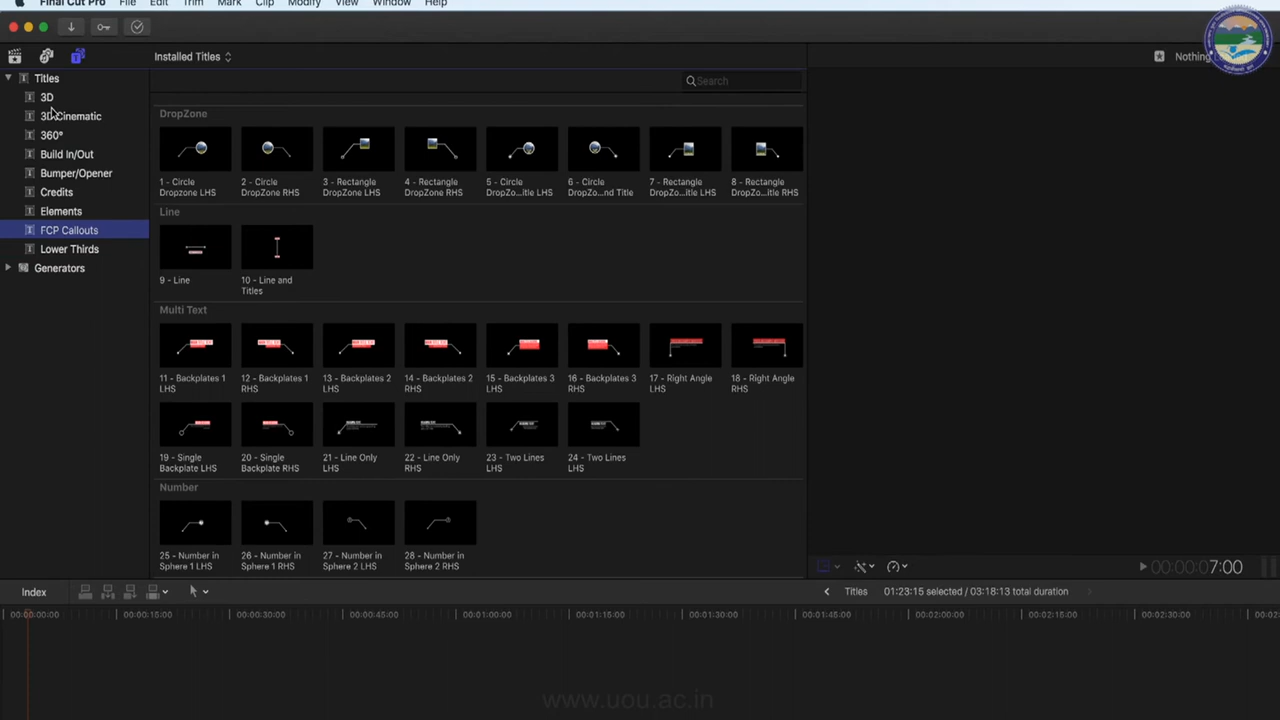 Final Cut Pro File Edit Trim Mark Clip Modify View Window Help
Installed Titles
Nothing
Titles
Search
3D
3D Cinematic
360°
Build In/Out
Bumper/Opener
Credits
Elements
FCP Callouts
Lower Thirds
Generators
DropZone
1 - Circle
Dropzone LHS
2 - Circle
Dropzone RHS
3 - Rectangle
DropZone LHS
4 - Rectangle
DropZone RHS
5 - Circle
DropZo...itle LHS
6 - Circle
DropZo...nd Title
7 - Rectangle
DropZo...itle LHS
8 - Rectangle
DropZo...itle RHS
Line
9 - Line
10 - Line and
Titles
Multi Text
11 - Backplates 1
LHS
12 - Backplates 1
RHS
13 - Backplates 2
LHS
14 - Backplates 2
RHS
15 - Backplates 3
LHS
16 - Backplates 3
RHS
17 - Right Angle
LHS
18 - Right Angle
RHS
19 - Single
Backplate LHS
20 - Single
Backplate RHS
21 - Line Only
LHS
22 - Line Only
RHS
23 - Two Lines
LHS
24 - Two Lines
LHS
Number
25 - Number in
Sphere 1 LHS
26 - Number in
Sphere 1 RHS
27 - Number in
Sphere 2 LHS
28 - Number in
Sphere 2 RHS
00:00:00:07:00
Index
Titles
01:23:15 selected / 03:18:13 total duration
00:00:00:00 00:00:15:00 00:00:30:00 00:00:45:00 00:01:00:00 00:01:15:00 00:01:30:00 00:01:45:00 00:02:00:00 00:02:15:00 00:02:30:00
www.uou.ac.in